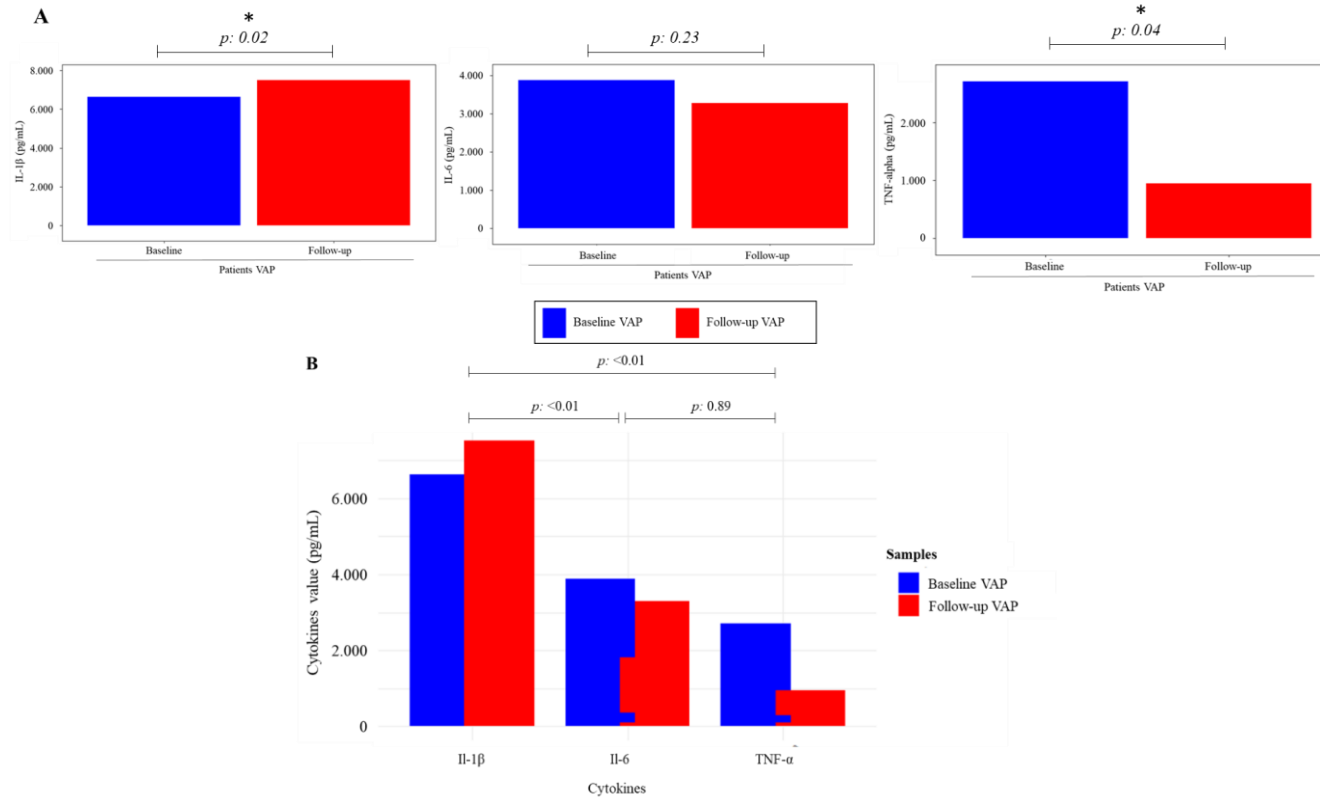 A
*
p: 0.02
8.000
6.000
4.000
2.000
0
IL-1β (pg/mL)
Baseline
Follow-up
Patients VAP
p: 0.23
4.000
3.000
2.000
1.000
0
IL-6 (pg/mL)
Baseline
Follow-up
Patients VAP
*
p: 0.04
2.000
1.000
0
TNF-alpha (pg/mL)
Baseline
Follow-up
Patients VAP
Baseline VAP
Follow-up VAP
B
p: <0.01
p: <0.01
p: 0.89
6.000
4.000
2.000
0
Cytokines value (pg/mL)
Il-1β
Il-6
TNF-α
Cytokines
Samples
Baseline VAP
Follow-up VAP